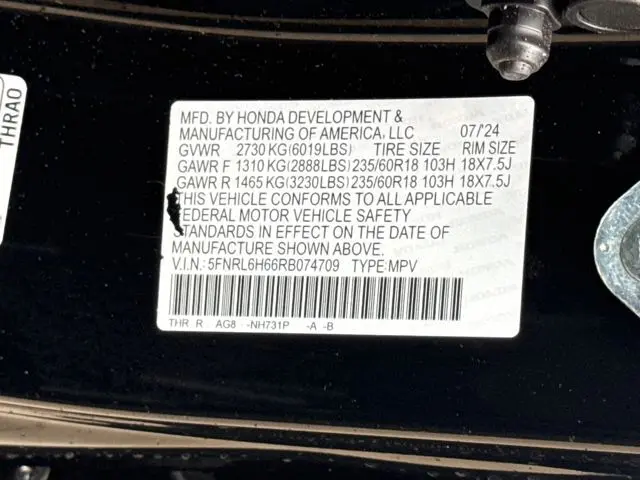 THRA0
MFD. BY HONDA DEVELOPMENT &
MANUFACTURING OF AMERICA, LLC 07/'24
GVWR 2730 KG(6019LBS) TIRE SIZE RIM SIZE
GAWR F 1310 KG(2888LBS) 235/60R18 103H 18X7.5J
GAWR R 1465 KG(3230LBS) 235/60R18 103H 18X7.5J
THIS VEHICLE CONFORMS TO ALL APPLICABLE
FEDERAL MOTOR VEHICLE SAFETY
STANDARDS IN EFFECT ON THE DATE OF
MANUFACTURE SHOWN ABOVE.
V.I.N.: 5FNRL6H66RB074709 TYPE:MPV
THR R AG8 -NH731P -A -B